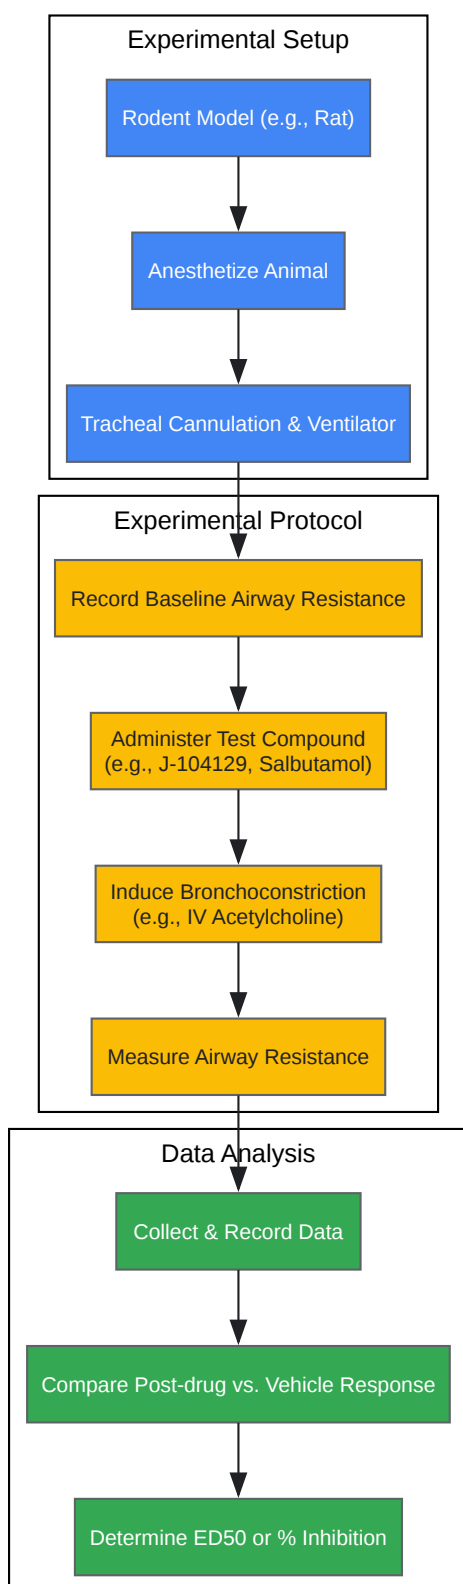 Experimental Setup
Rodent Model (e.g., Rat)
Anesthetize Animal
Tracheal Cannulation & Ventilator
Experimental Protocol
Record Baseline Airway Resistance
Administer Test Compound
(e.g., J-104129, Salbutamol)
Induce Bronchoconstriction
(e.g., IV Acetylcholine)
Measure Airway Resistance
Data Analysis
Collect & Record Data
Compare Post-drug vs. Vehicle Response
Determine ED50 or % Inhibition